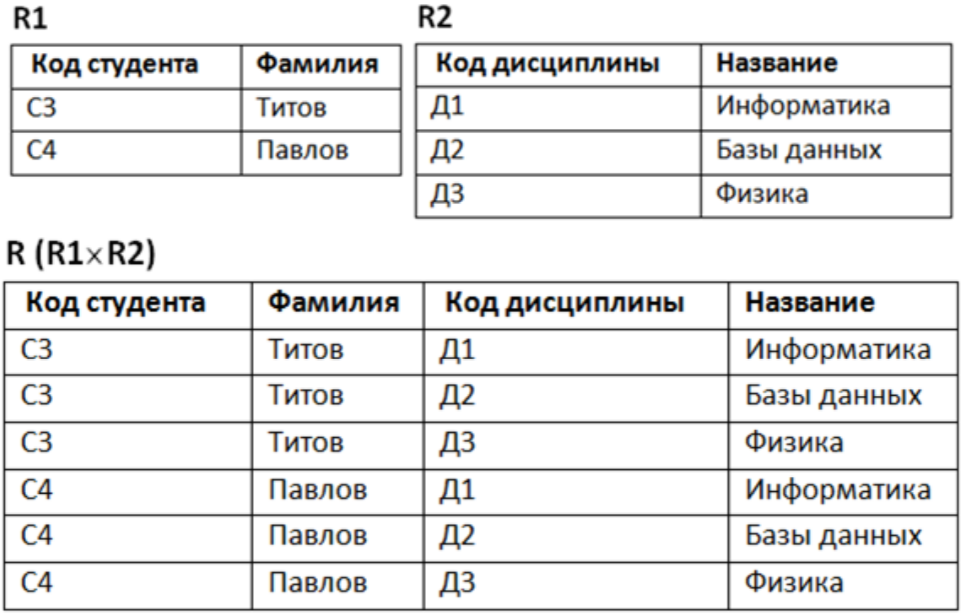 R1
Код студента Фамилия
С3 Титов
С4 Павлов
R2
Код дисциплины Название
Д1 Информатика
Д2 Базы данных
Д3 Физика
R (R1×R2)
Код студента Фамилия Код дисциплины Название
С3 Титов Д1 Информатика
С3 Титов Д2 Базы данных
С3 Титов Д3 Физика
С4 Павлов Д1 Информатика
С4 Павлов Д2 Базы данных
С4 Павлов Д3 Физика